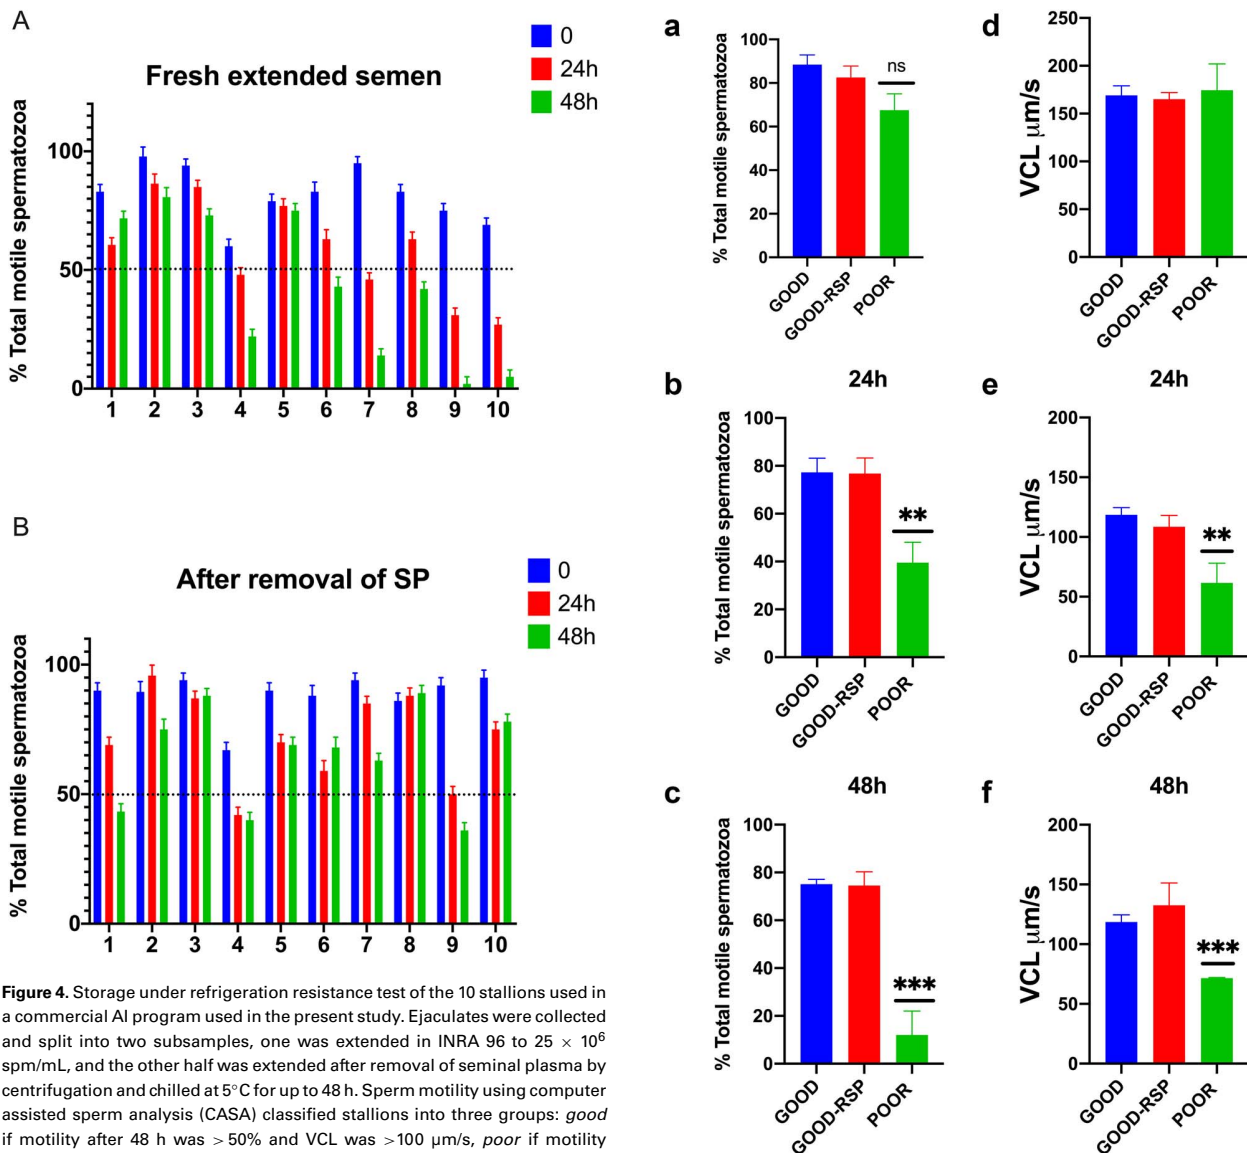 A
Fresh extended semen
0
24h
48h
% Total motile spermatozoa
100
50
0
1 2 3 4 5 6 7 8 9 10
B
After removal of SP
0
24h
48h
% Total motile spermatozoa
100
50
0
1 2 3 4 5 6 7 8 9 10
Figure 4. Storage under refrigeration resistance test of the 10 stallions used in
a commercial AI program used in the present study. Ejaculates were collected
and split into two subsamples, one was extended in INRA 96 to 25 × 10⁶
spm/mL, and the other half was extended after removal of seminal plasma by
centrifugation and chilled at 5°C for up to 48 h. Sperm motility using computer
assisted sperm analysis (CASA) classified stallions into three groups: good
if motility after 48 h was >50% and VCL was >100 μm/s, poor if motility
a
% Total motile spermatozoa
100
80
60
40
20
0
ns
GOOD
GOOD-RSP
POOR
d
VCL μm/s
250
200
150
100
50
0
GOOD
GOOD-RSP
POOR
b
% Total motile spermatozoa
100
80
60
40
20
0
**
GOOD
GOOD-RSP
POOR
24h
e
VCL μm/s
200
150
100
50
0
**
GOOD
GOOD-RSP
POOR
24h
c
48h
% Total motile spermatozoa
100
80
60
40
20
0
***
GOOD
GOOD-RSP
POOR
f
48h
VCL μm/s
200
150
100
50
0
***
GOOD
GOOD-RSP
POOR